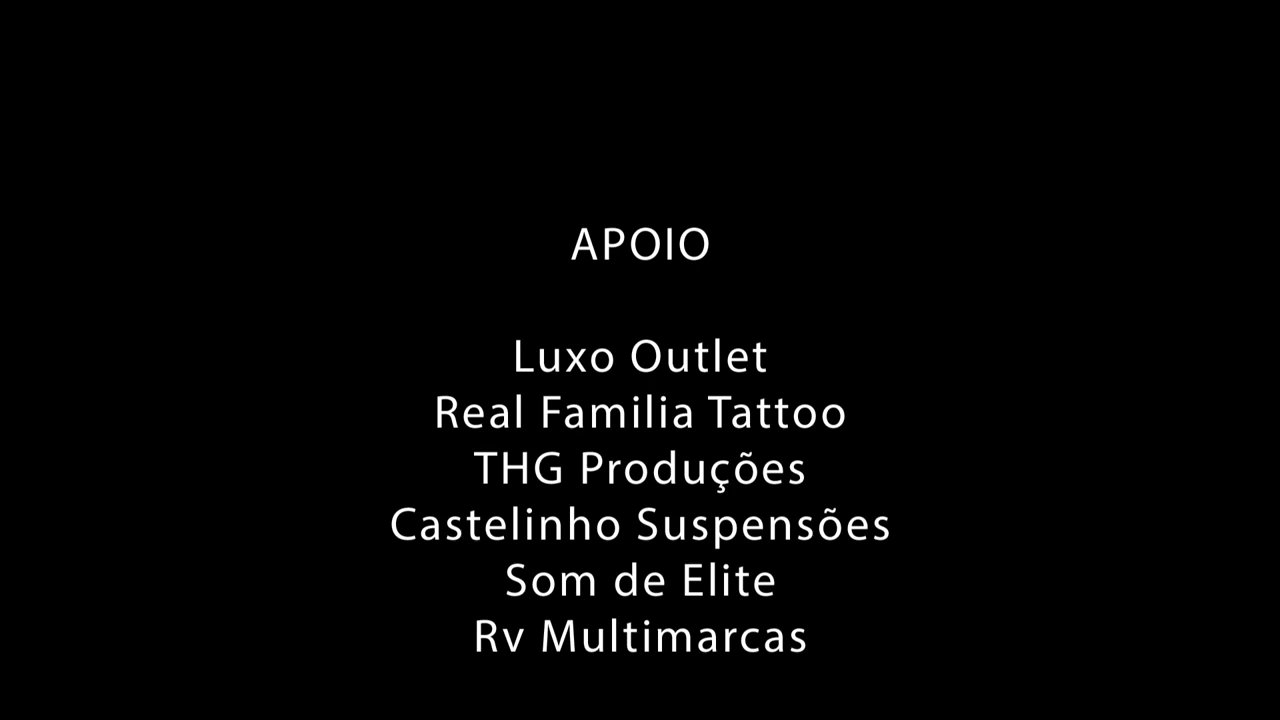 APOIO
Luxo Outlet
Real Familia Tattoo
THG Produções
Castelinho Suspensões
Som de Elite
Rv Multimarcas